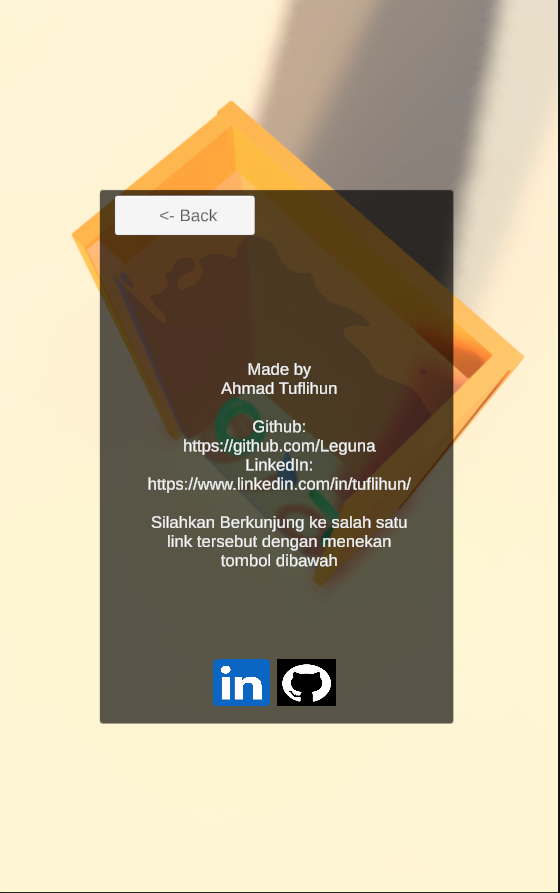 <- Back
Made by
Ahmad Tuflihun
Github:
https://github.com/Leguna
LinkedIn:
https://www.linkedin.com/in/tuflihun/
Silahkan Berkunjung ke salah satu
link tersebut dengan menekan
tombol dibawah
in